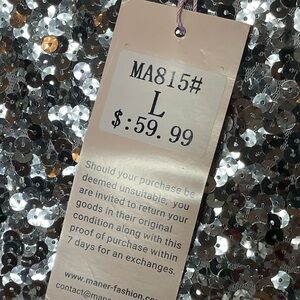 MA815#
L
$:59.99
Should your purchase be
deemed unsuitable, you
are invited to return your
goods in their original
condition along with this
proof of purchase within
7 days for an exchanges.
www.maner-fashion.com